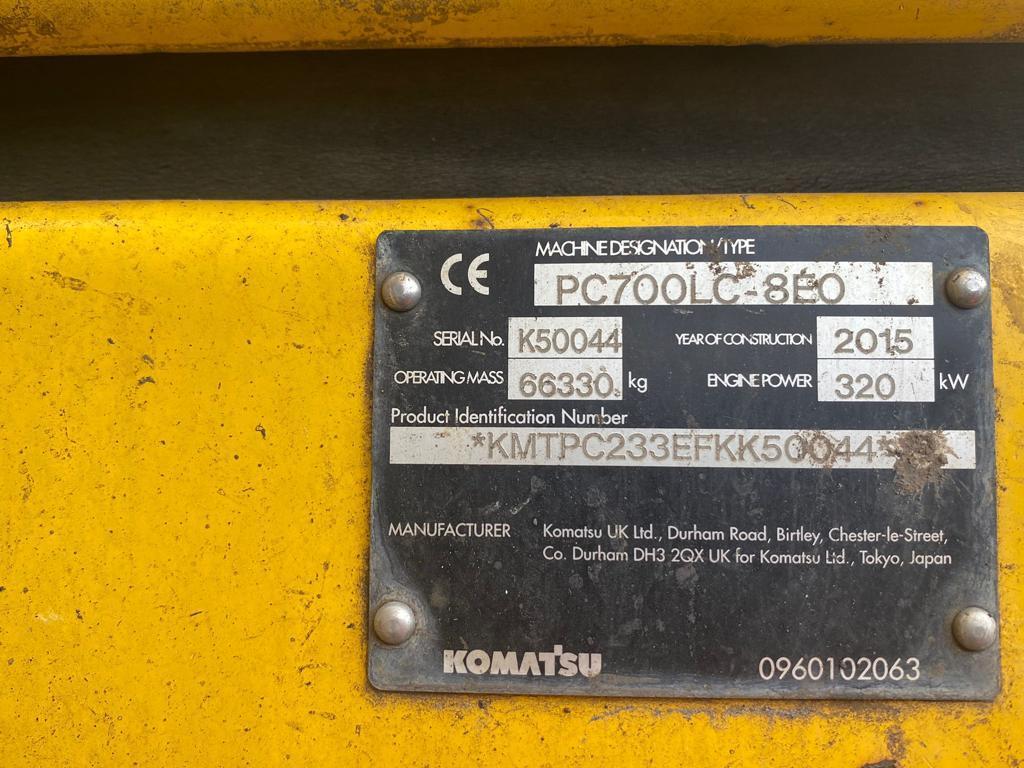 CE
MACHINE DESIGNATION/TYPE
PC700LC-8E0
SERIAL No. K50044 YEAR OF CONSTRUCTION 2015
OPERATING MASS 66330 kg ENGINE POWER 320 kW
Product Identification Number
*KMTPC233EFKK50044*
MANUFACTURER Komatsu UK Ltd., Durham Road, Birtley, Chester-le-Street,
Co. Durham DH3 2QX UK for Komatsu Ltd., Tokyo, Japan
KOMATSU 0960102063